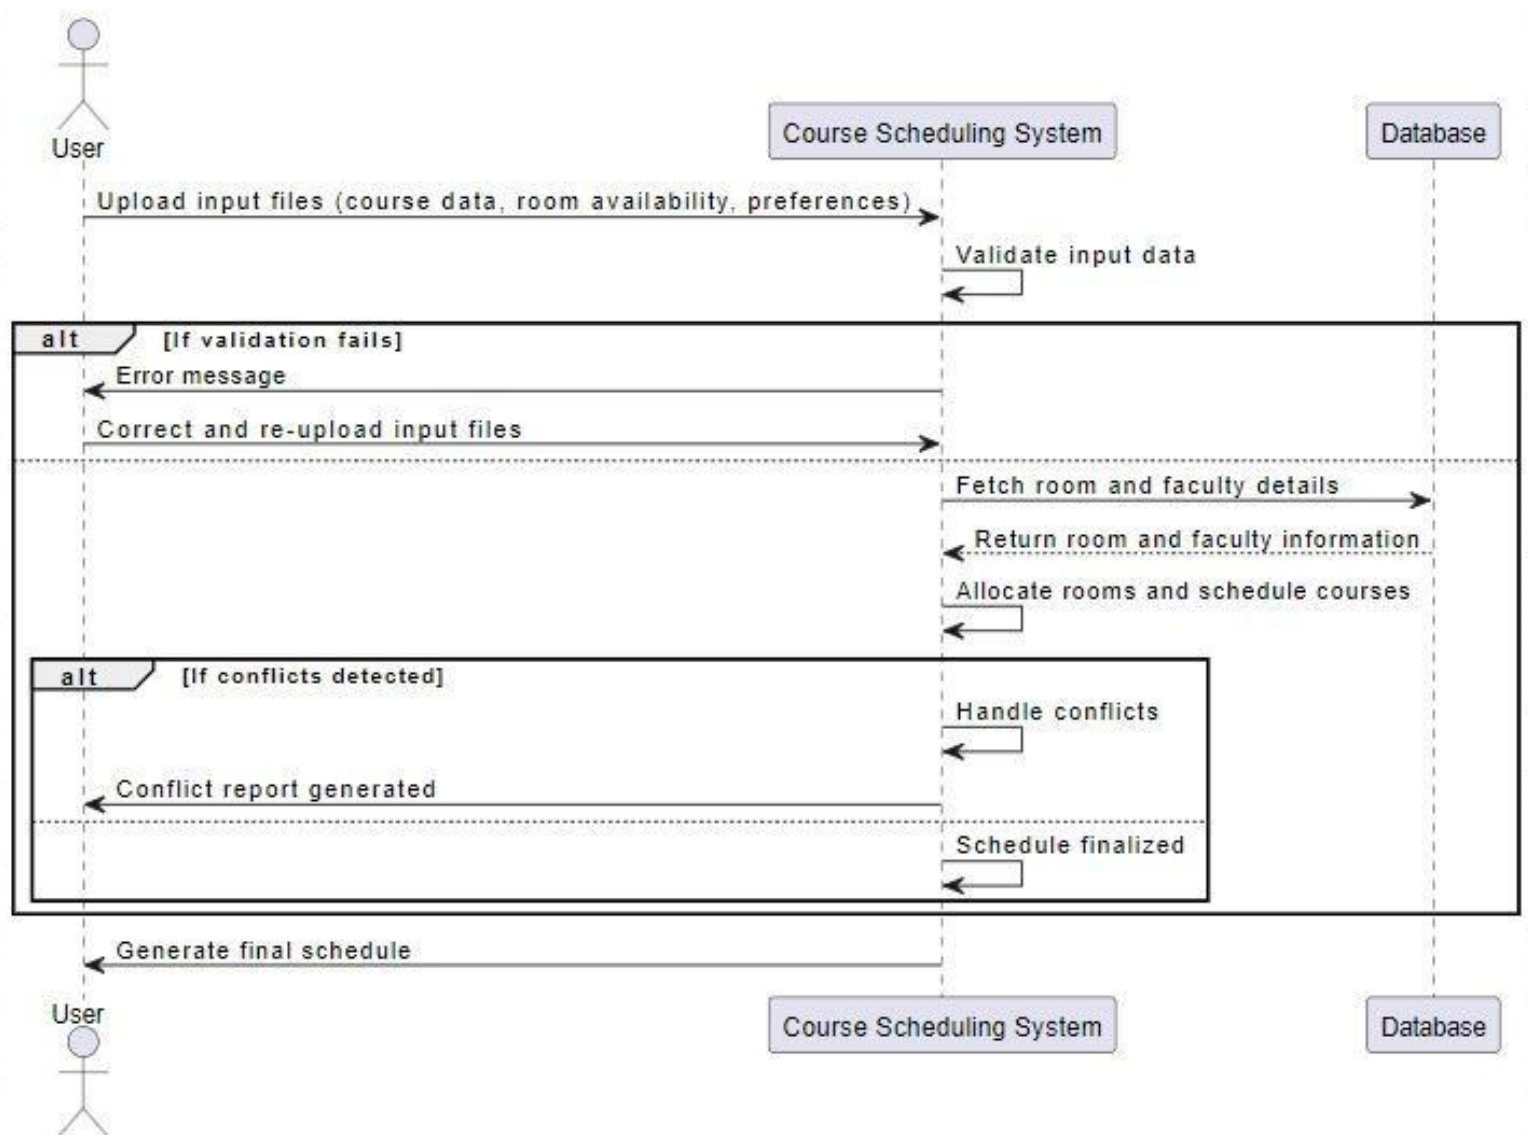 User
Course Scheduling System
Database
Upload input files (course data, room availability, preferences)
Validate input data
alt
[If validation fails]
Error message
Correct and re-upload input files
Fetch room and faculty details
Return room and faculty information
Allocate rooms and schedule courses
alt
[If conflicts detected]
Handle conflicts
Conflict report generated
Schedule finalized
Generate final schedule
User
Course Scheduling System
Database